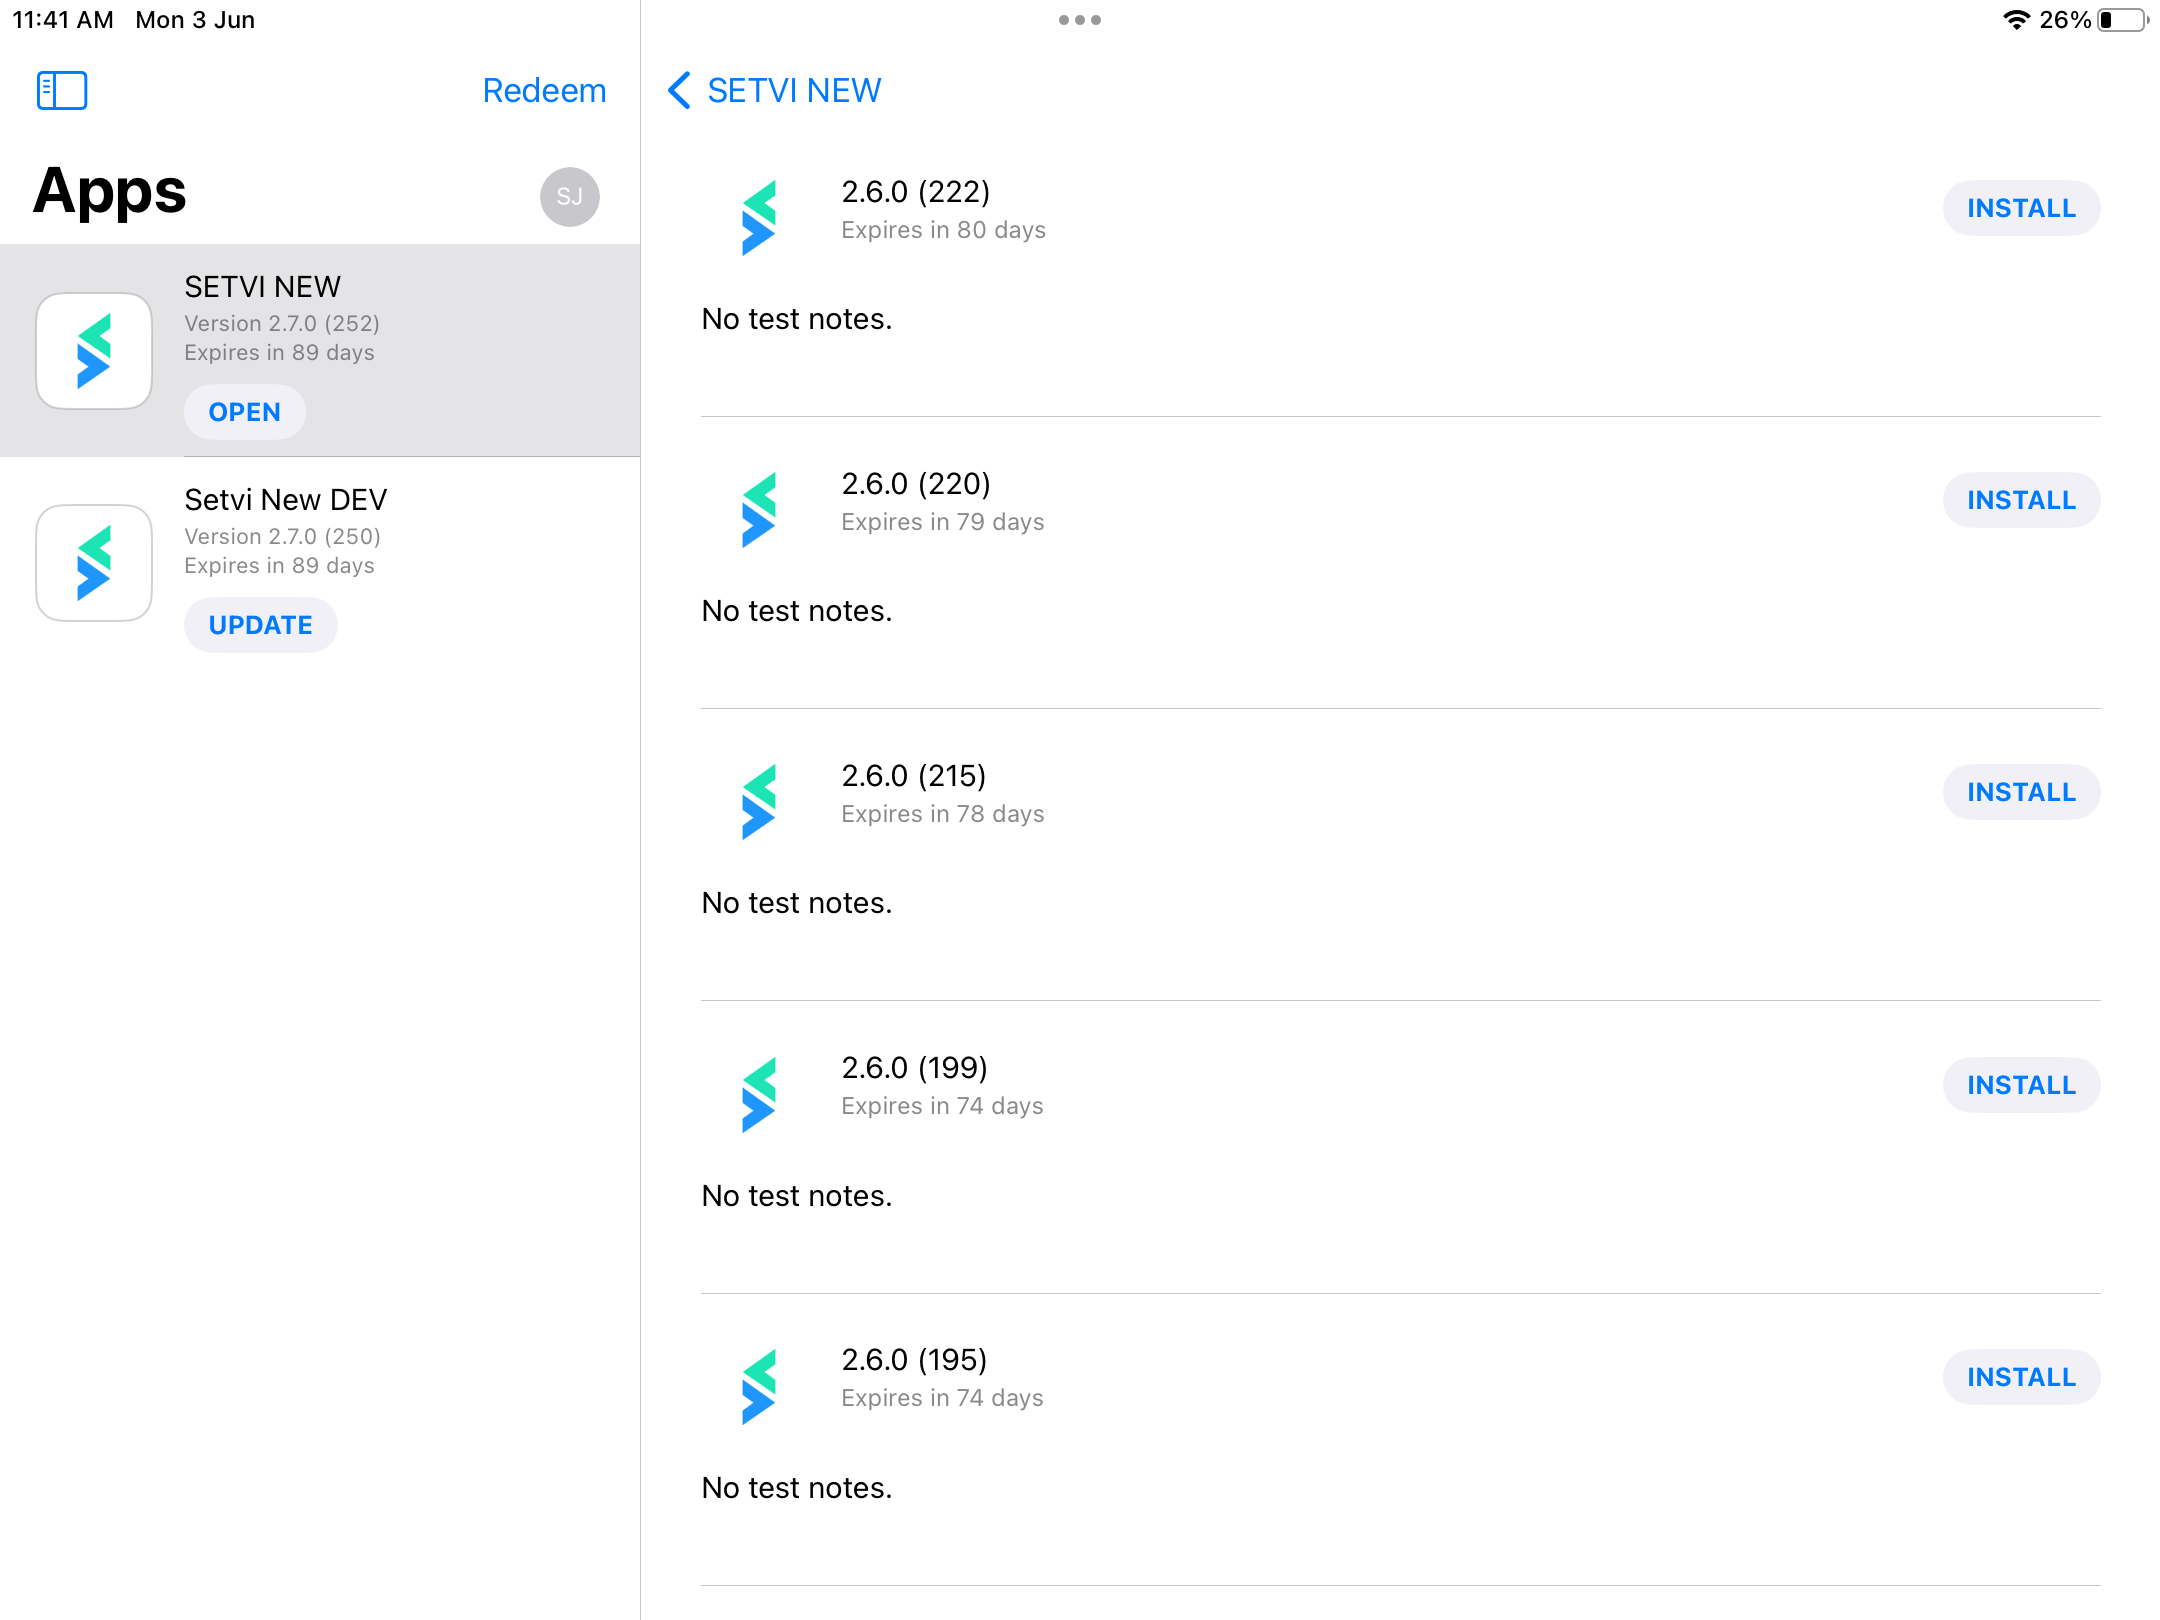 11:41 AM Mon 3 Jun
26%
Redeem
Apps
SJ
SETVI NEW
Version 2.7.0 (252)
Expires in 89 days
OPEN
Setvi New DEV
Version 2.7.0 (250)
Expires in 89 days
UPDATE
SETVI NEW
2.6.0 (222)
Expires in 80 days
INSTALL
No test notes.
2.6.0 (220)
Expires in 79 days
INSTALL
No test notes.
2.6.0 (215)
Expires in 78 days
INSTALL
No test notes.
2.6.0 (199)
Expires in 74 days
INSTALL
No test notes.
2.6.0 (195)
Expires in 74 days
INSTALL
No test notes.